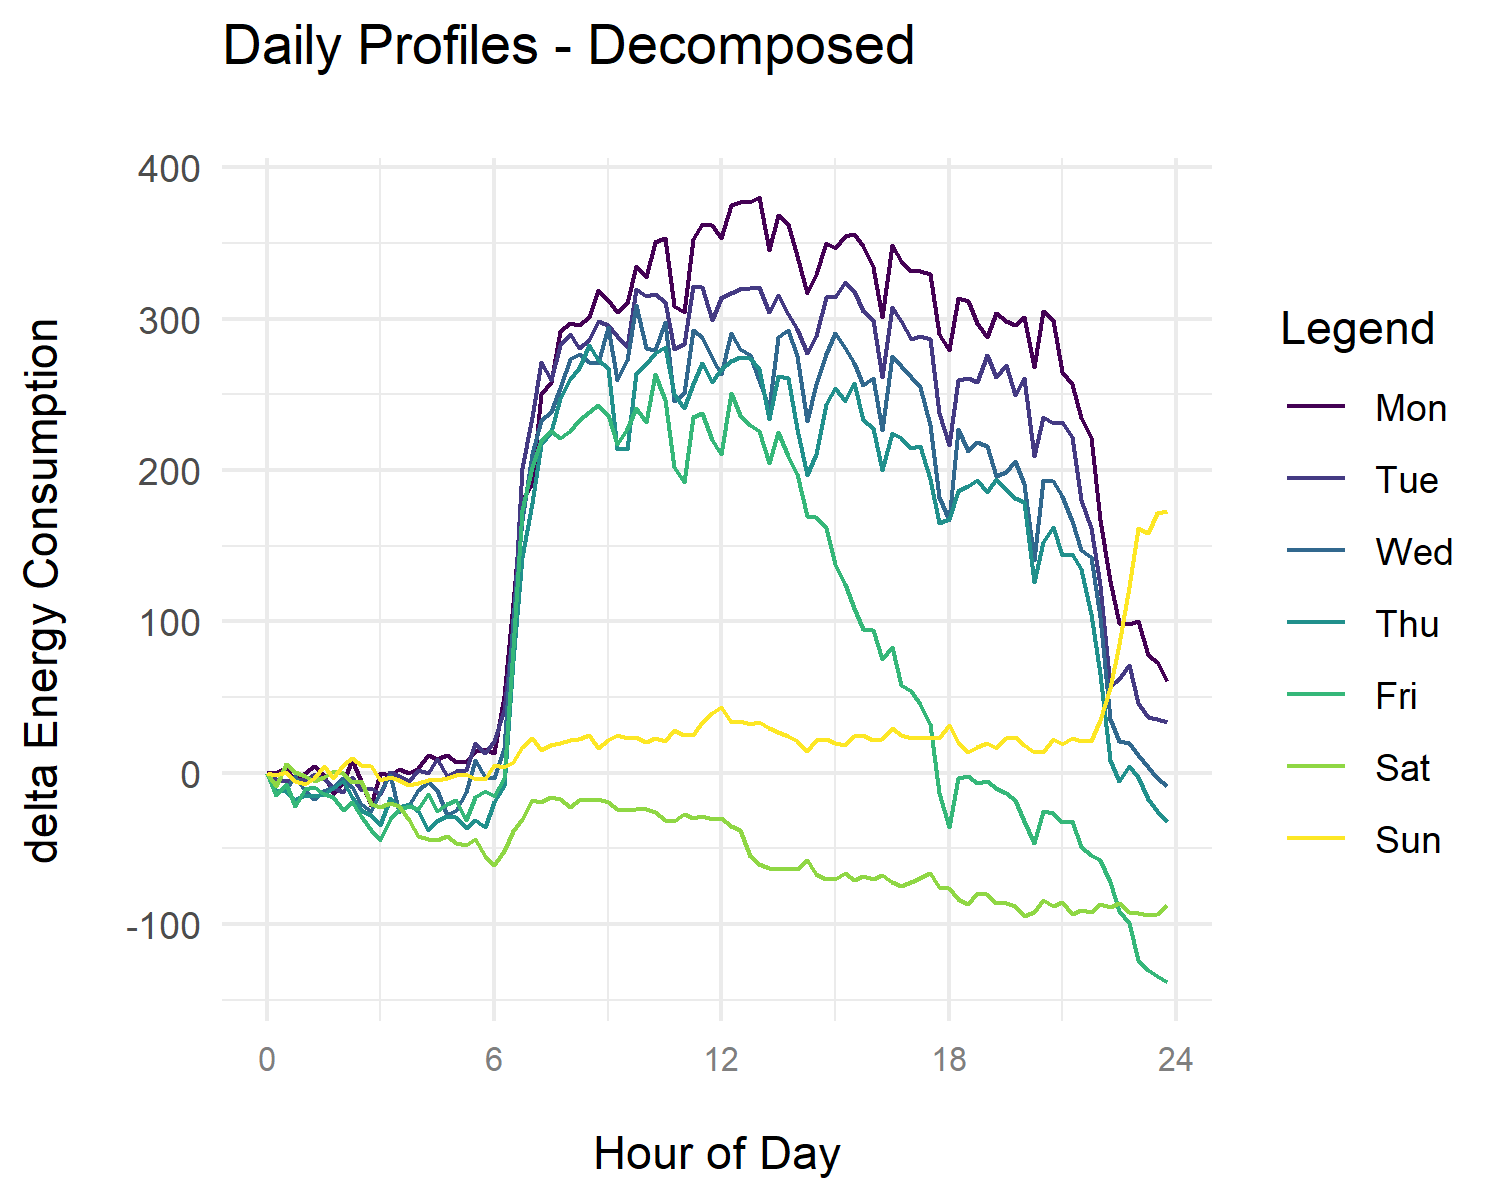 Daily Profiles - Decomposed
400
300
200
100
0
-100
delta Energy Consumption
0 6 12 18 24
Hour of Day
Legend
Mon
Tue
Wed
Thu
Fri
Sat
Sun